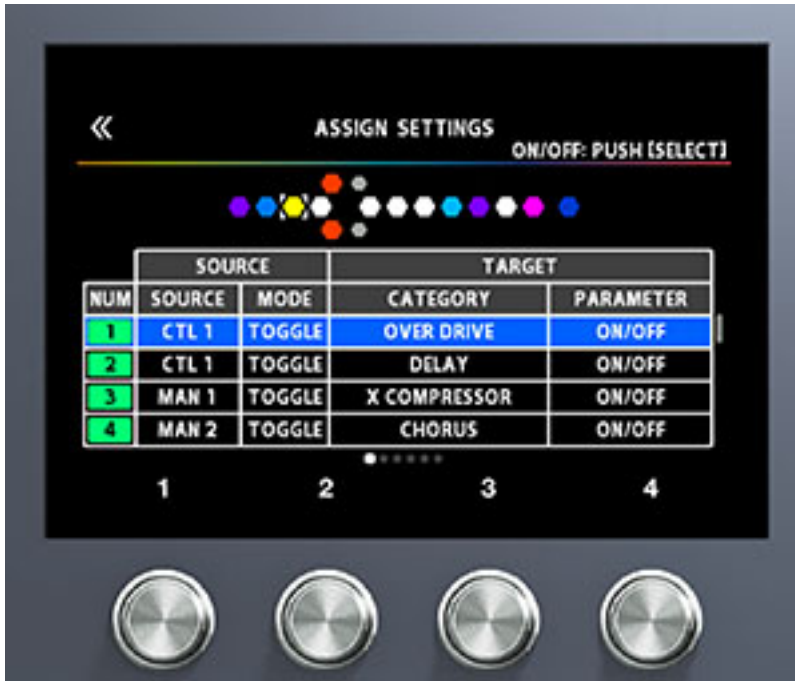 ASSIGN SETTINGS
ON/OFF: PUSH [SELECT]
SOURCE TARGET
NUM SOURCE MODE CATEGORY PARAMETER
1 CTL 1 TOGGLE OVER DRIVE ON/OFF
2 CTL 1 TOGGLE DELAY ON/OFF
3 MAN 1 TOGGLE X COMPRESSOR ON/OFF
4 MAN 2 TOGGLE CHORUS ON/OFF
1 2 3 4